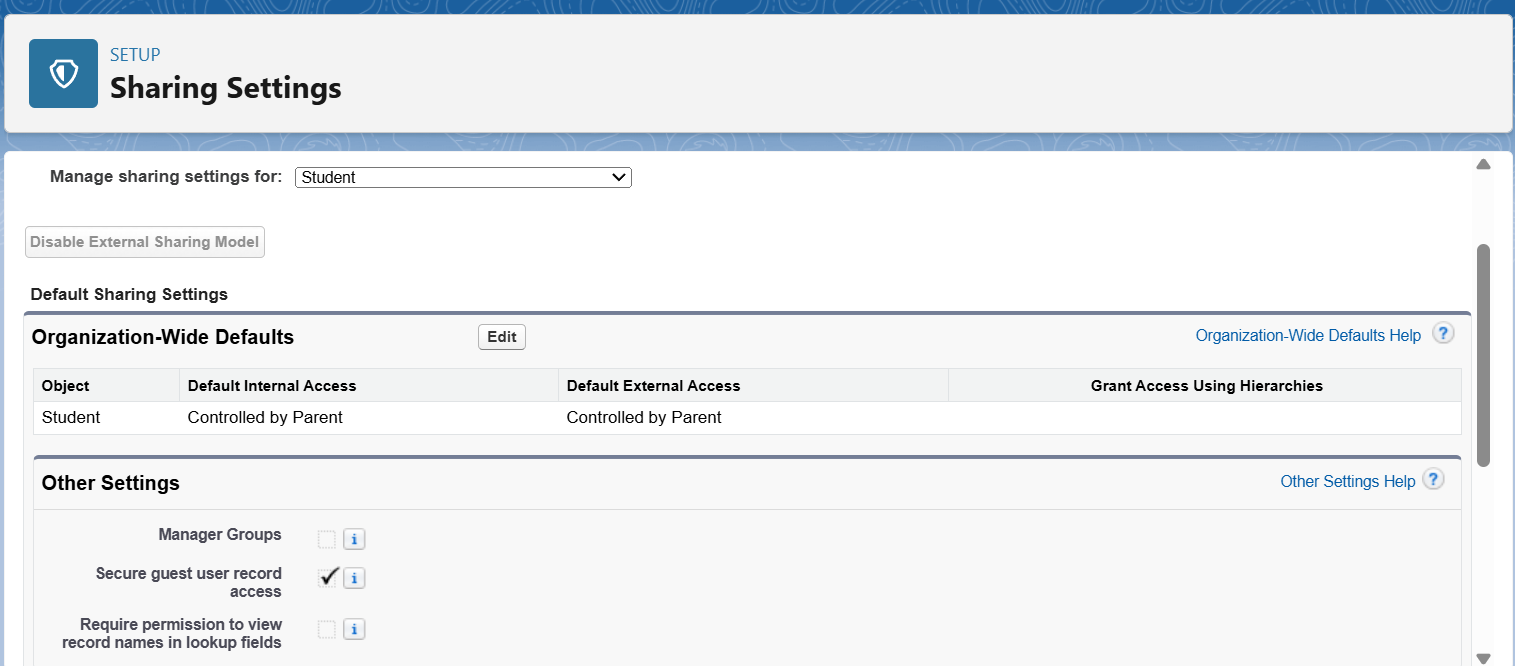 SETUP
Sharing Settings
Manage sharing settings for: Student
Disable External Sharing Model
Default Sharing Settings
Organization-Wide Defaults Edit Organization-Wide Defaults Help ?
Object Default Internal Access Default External Access Grant Access Using Hierarchies
Student Controlled by Parent Controlled by Parent
Other Settings Other Settings Help ?
Manager Groups i
Secure guest user record i
access
Require permission to view i
record names in lookup fields